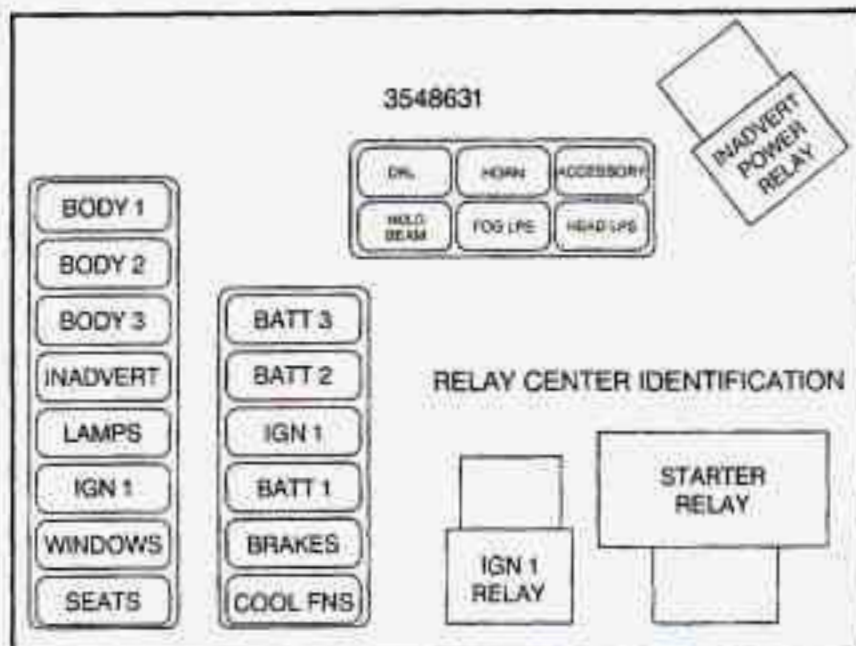 3548631
INADVERT
POWER
RELAY
DRL
HORN
ACCESSORY
BEAM
FOG LPS
HEAD LPS
BODY 1
BODY 2
BODY 3
INADVERT
LAMPS
IGN 1
WINDOWS
SEATS
BATT 3
BATT 2
IGN 1
BATT 1
BRAKES
COOL FNS
RELAY CENTER IDENTIFICATION
IGN 1
RELAY
STARTER
RELAY